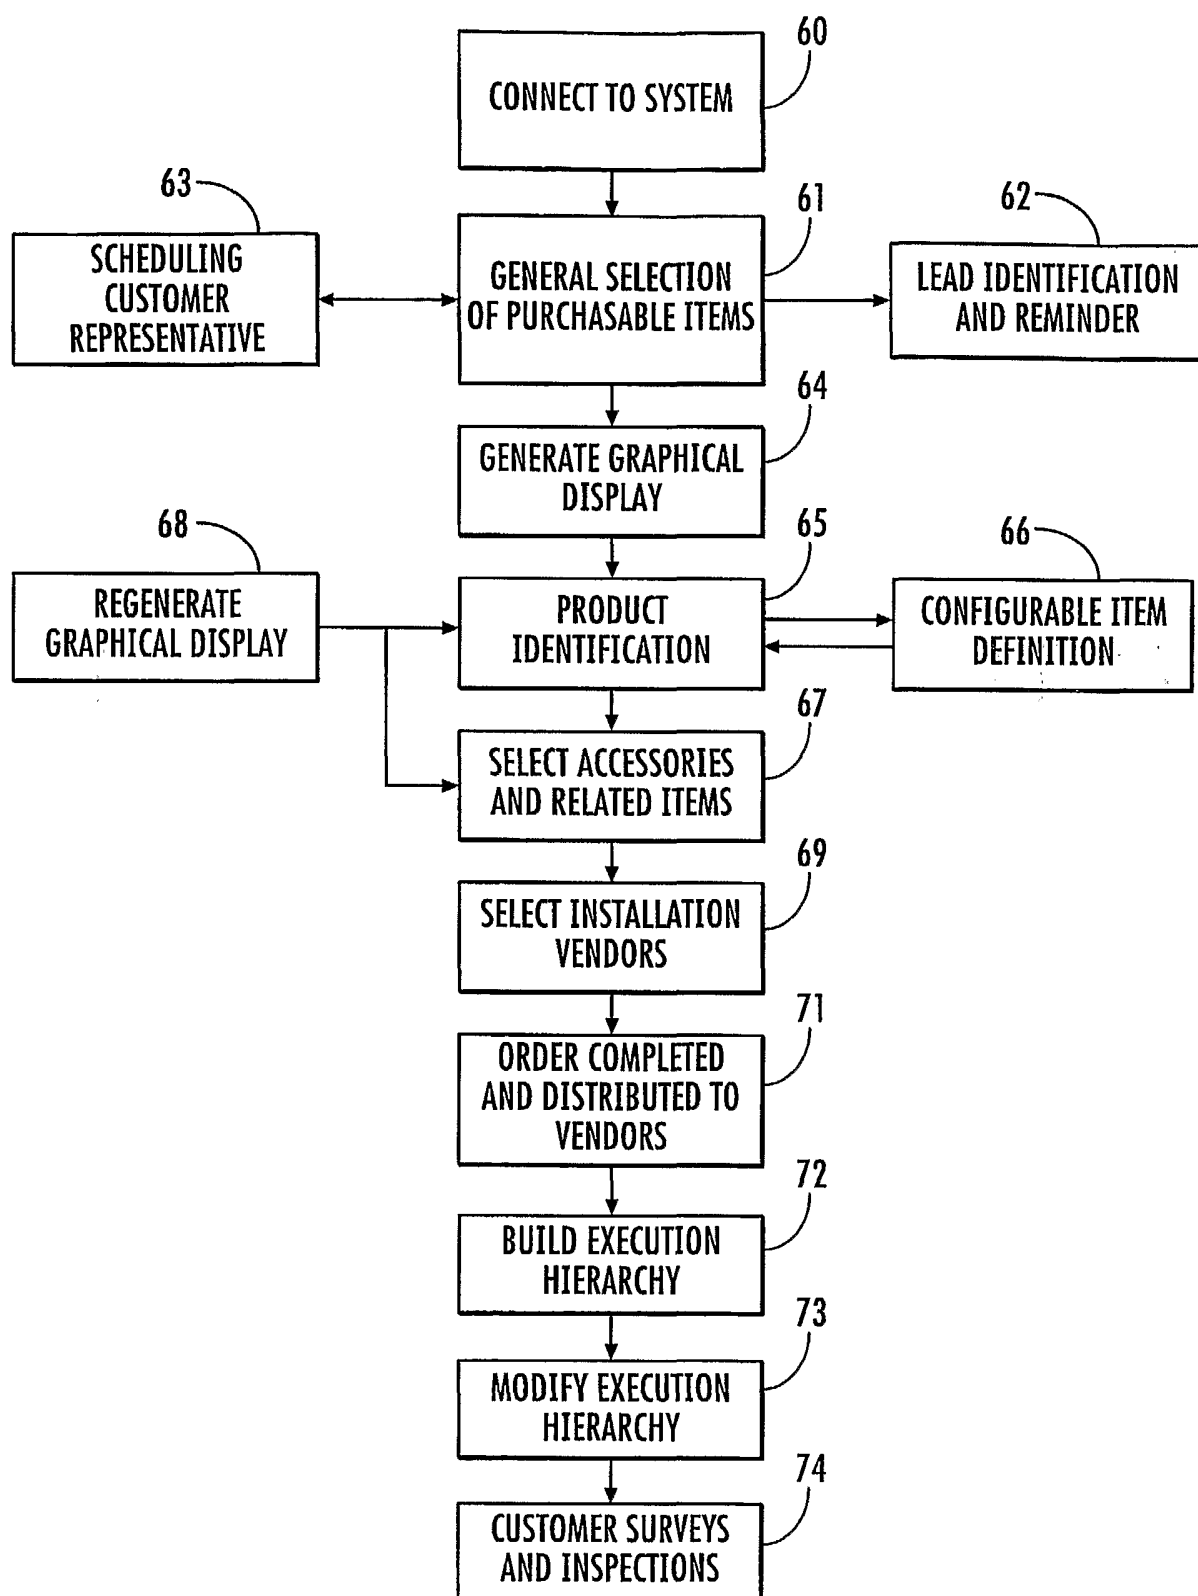 60
CONNECT TO SYSTEM
63
61
62
SCHEDULING
CUSTOMER
REPRESENTATIVE
GENERAL SELECTION
OF PURCHASABLE ITEMS
LEAD IDENTIFICATION
AND REMINDER
64
GENERATE GRAPHICAL
DISPLAY
68
65
66
REGENERATE
GRAPHICAL DISPLAY
PRODUCT
IDENTIFICATION
CONFIGURABLE ITEM
DEFINITION
67
SELECT ACCESSORIES
AND RELATED ITEMS
69
SELECT INSTALLATION
VENDORS
71
ORDER COMPLETED
AND DISTRIBUTED TO
VENDORS
72
BUILD EXECUTION
HIERARCHY
73
MODIFY EXECUTION
HIERARCHY
74
CUSTOMER SURVEYS
AND INSPECTIONS